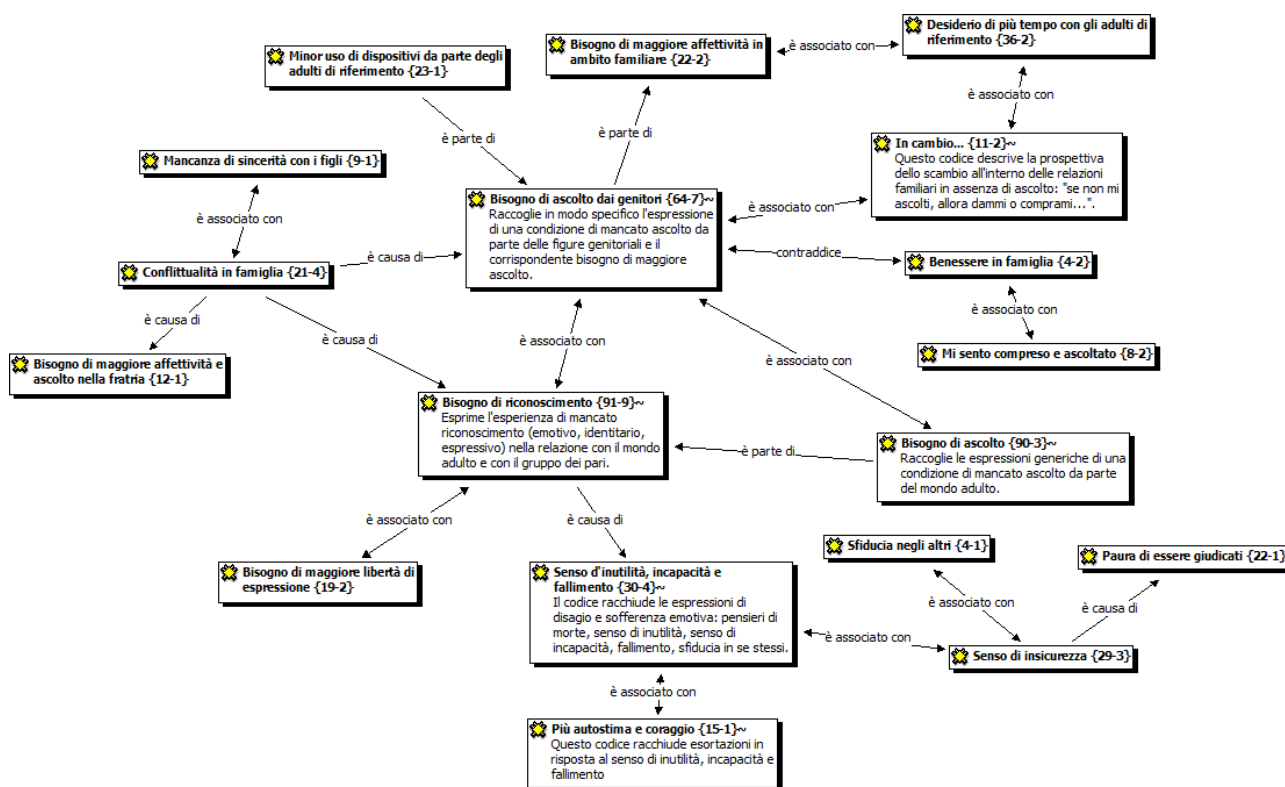 Desiderio di più tempo con gli adulti di
riferimento {36-2}
Minor uso di dispositivi da parte degli
adulti di riferimento {23-1}
Bisogno di maggiore affettività in
ambito familiare {22-2}
è associato con
è associato con
è parte di
è parte di
Mancanza di sincerità con i figli {9-1}
In cambio... {11-2}~
Questo codice descrive la prospettiva
dello scambio all'interno delle relazioni
familiari in assenza di ascolto: "se non mi
ascolti, allora dammi o comprami...".
è associato con
Bisogno di ascolto dai genitori {64-7}~
Raccoglie in modo specifico l'espressione
di una condizione di mancato ascolto da
parte delle figure genitoriali e il
corrispondente bisogno di maggiore
ascolto.
è associato con
contraddice
Conflittualità in famiglia {21-4}
è causa di
Benessere in famiglia {4-2}
è causa di
è causa di
è associato con
è associato con
è associato con
Bisogno di maggiore affettività e
ascolto nella fratria {12-1}
Mi sento compreso e ascoltato {8-2}
Bisogno di riconoscimento {91-9}~
Esprime l'esperienza di mancato
riconoscimento (emotivo, identitario,
espressivo) nella relazione con il mondo
adulto e con il gruppo dei pari.
è parte di
Bisogno di ascolto {90-3}~
Raccoglie le espressioni generiche di una
condizione di mancato ascolto da parte
del mondo adulto.
è associato con
è causa di
Bisogno di maggiore libertà di
espressione {19-2}
Senso d'inutilità, incapacità e
fallimento {30-4}~
Il codice racchiude le espressioni di
disagio e sofferenza emotiva: pensieri di
morte, senso di inutilità, senso di
incapacità, fallimento, sfiducia in se stessi.
Sfiducia negli altri {4-1}
Paura di essere giudicati {22-1}
è associato con
è causa di
è associato con
Senso di insicurezza {29-3}
è associato con
Più autostima e coraggio {15-1}~
Questo codice racchiude esortazioni in
risposta al senso di inutilità, incapacità e
fallimento